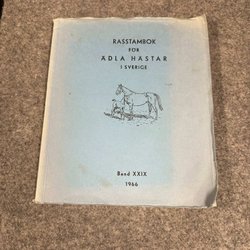 RASSTAMBOK
FÖR
ÄDLA HÄSTAR
I SVERIGE
Band XXIX
1966